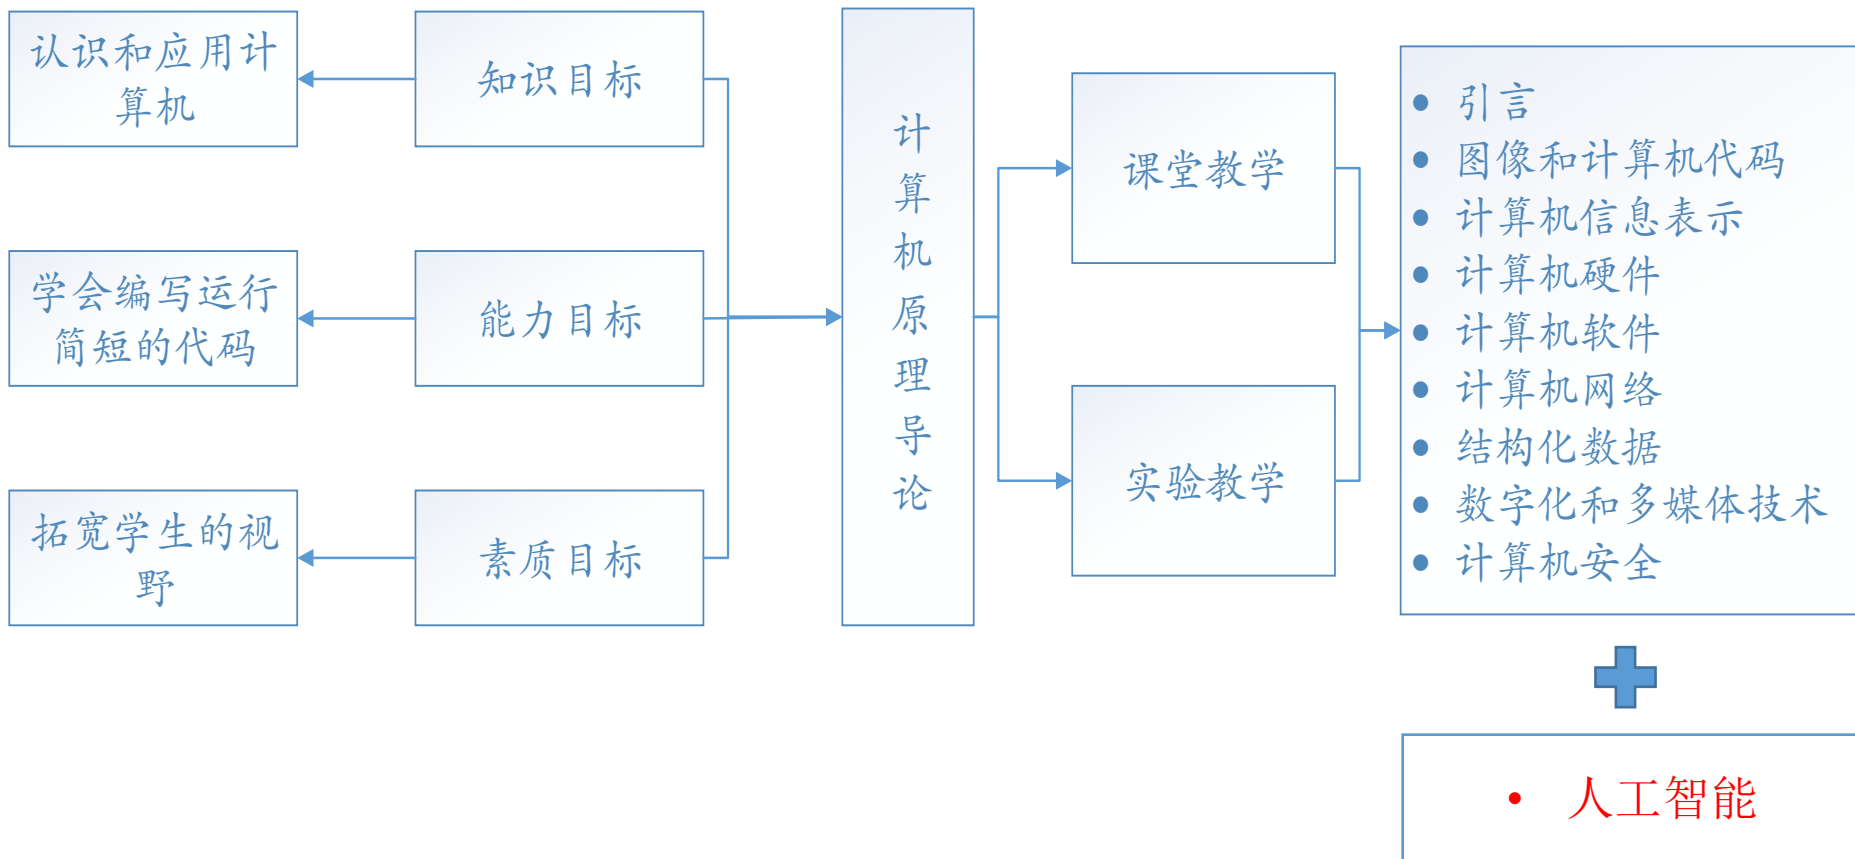 认识和应用计
算机
知识目标
学会编写运行
简短的代码
能力目标
拓宽学生的视
野
素质目标
计
算
机
原
理
导
论
课堂教学
实验教学
• 引言
• 图像和计算机代码
• 计算机信息表示
• 计算机硬件
• 计算机软件
• 计算机网络
• 结构化数据
• 数字化和多媒体技术
• 计算机安全
• 人工智能